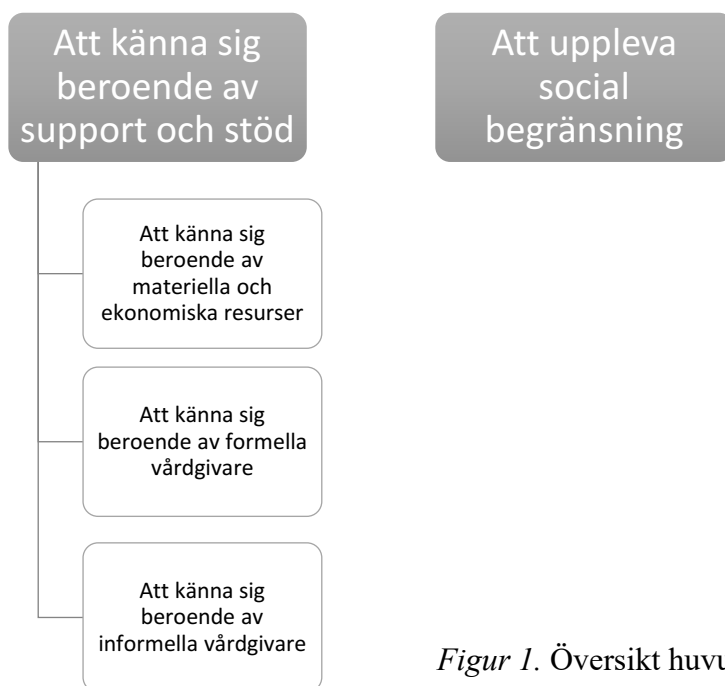 Att känna sig
beroende av
support och stöd
Att uppleva
social
begränsning
Att känna sig
beroende av
materiella och
ekonomiska resurser
Att känna sig
beroende av formella
vårdgivare
Att känna sig
beroende av
informella vårdgivare
Figur 1. Översikt